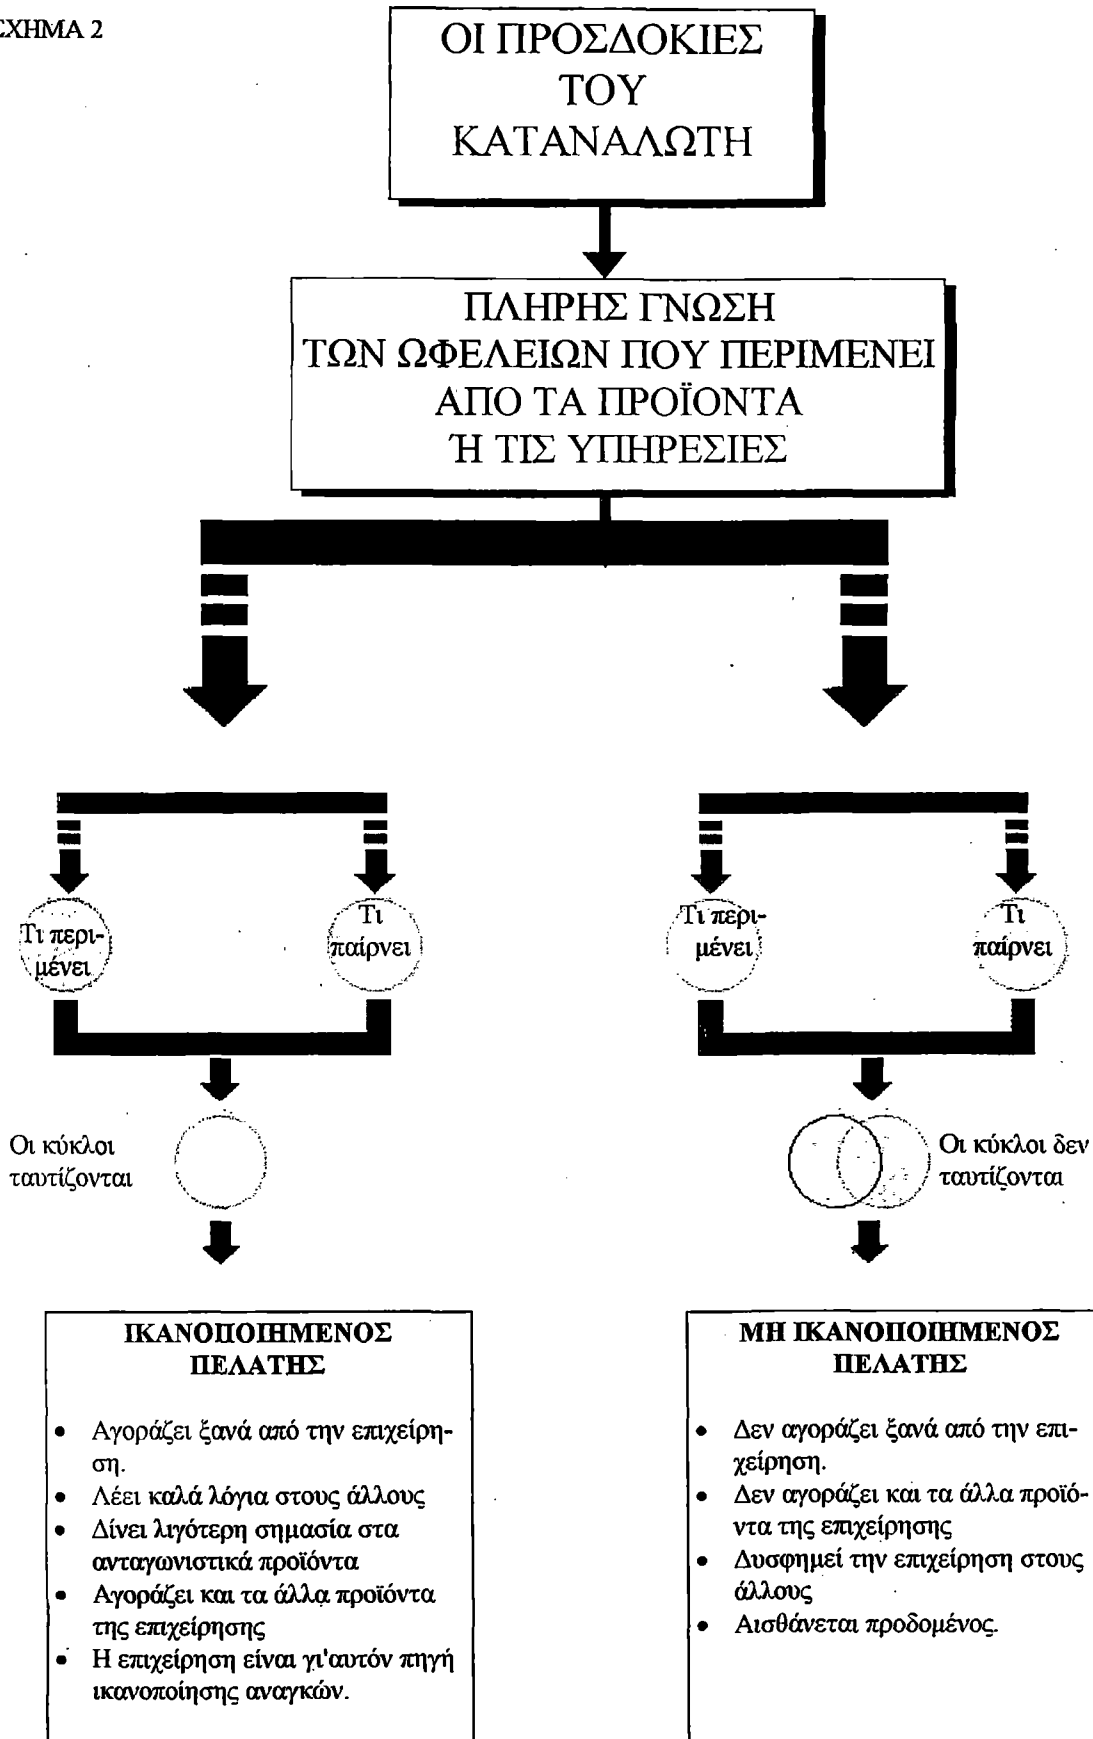 ΣΧΗΜΑ 2
ΟΙ ΠΡΟΣΔΟΚΙΕΣ
ΤΟΥ
ΚΑΤΑΝΑΛΩΤΗ
ΠΛΗΡΗΣ ΓΝΩΣΗ
ΤΩΝ ΩΦΕΛΕΙΩΝ ΠΟΥ ΠΕΡΙΜΕΝΕΙ
ΑΠΟ ΤΑ ΠΡΟΪΟΝΤΑ
Ή ΤΙΣ ΥΠΗΡΕΣΙΕΣ
Τι περι-
μένει
Τι
παίρνει
Τι περι-
μένει
Τι
παίρνει
Οι κύκλοι
ταυτίζονται
Οι κύκλοι δεν
ταυτίζονται
ΙΚΑΝΟΠΟΙΗΜΕΝΟΣ
ΠΕΛΑΤΗΣ
• Αγοράζει ξανά από την επιχείρη-
ση.
• Λέει καλά λόγια στους άλλους
• Δίνει λιγότερη σημασία στα
ανταγωνιστικά προϊόντα
• Αγοράζει και τα άλλα προϊόντα
της επιχείρησης
• Η επιχείρηση είναι γι'αυτόν πηγή
ικανοποίησης αναγκών.
ΜΗ ΙΚΑΝΟΠΟΙΗΜΕΝΟΣ
ΠΕΛΑΤΗΣ
• Δεν αγοράζει ξανά από την επι-
χείρηση.
• Δεν αγοράζει και τα άλλα προϊό-
ντα της επιχείρησης
• Δυσφημεί την επιχείρηση στους
άλλους
• Αισθάνεται προδομένος.